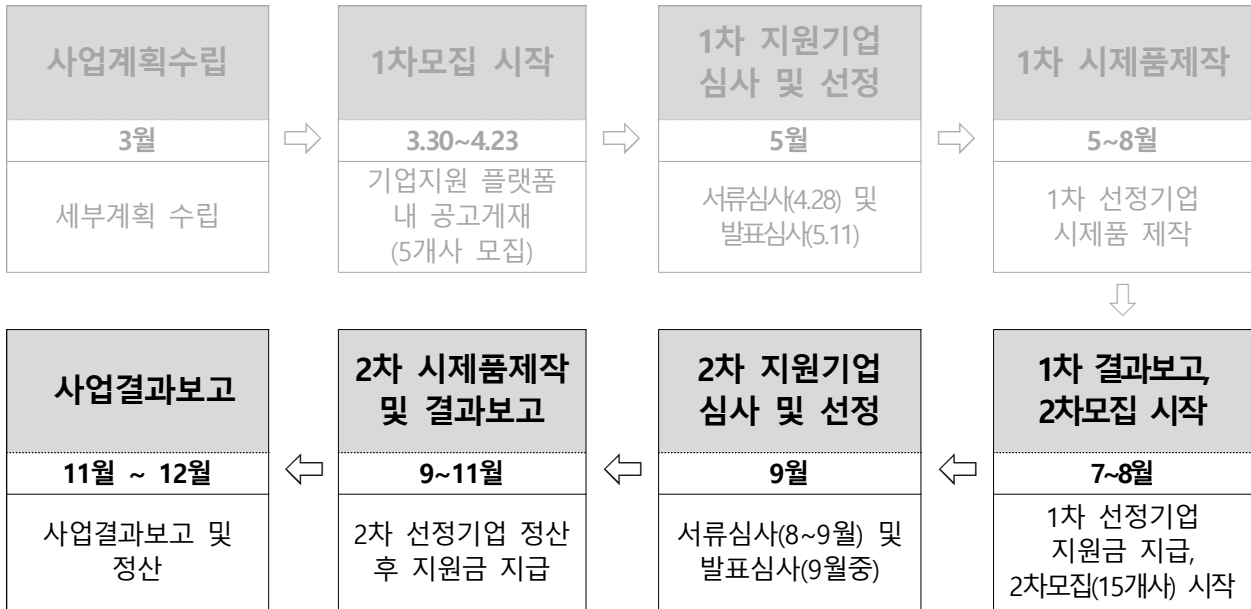 사업계획수립
3월
세부계획 수립
1차모집 시작
3.30~4.23
기업지원 플랫폼
내 공고게재
(5개사 모집)
1차 지원기업
심사 및 선정
5월
서류심사(4.28) 및
발표심사(5.11)
1차 시제품제작
5~8월
1차 선정기업
시제품 제작
1차 결과보고,
2차모집 시작
7~8월
1차 선정기업
지원금 지급,
2차모집(15개사) 시작
2차 지원기업
심사 및 선정
9월
서류심사(8~9월) 및
발표심사(9월중)
2차 시제품제작
및 결과보고
9~11월
2차 선정기업 정산
후 지원금 지급
사업결과보고
11월 ~ 12월
사업결과보고 및
정산